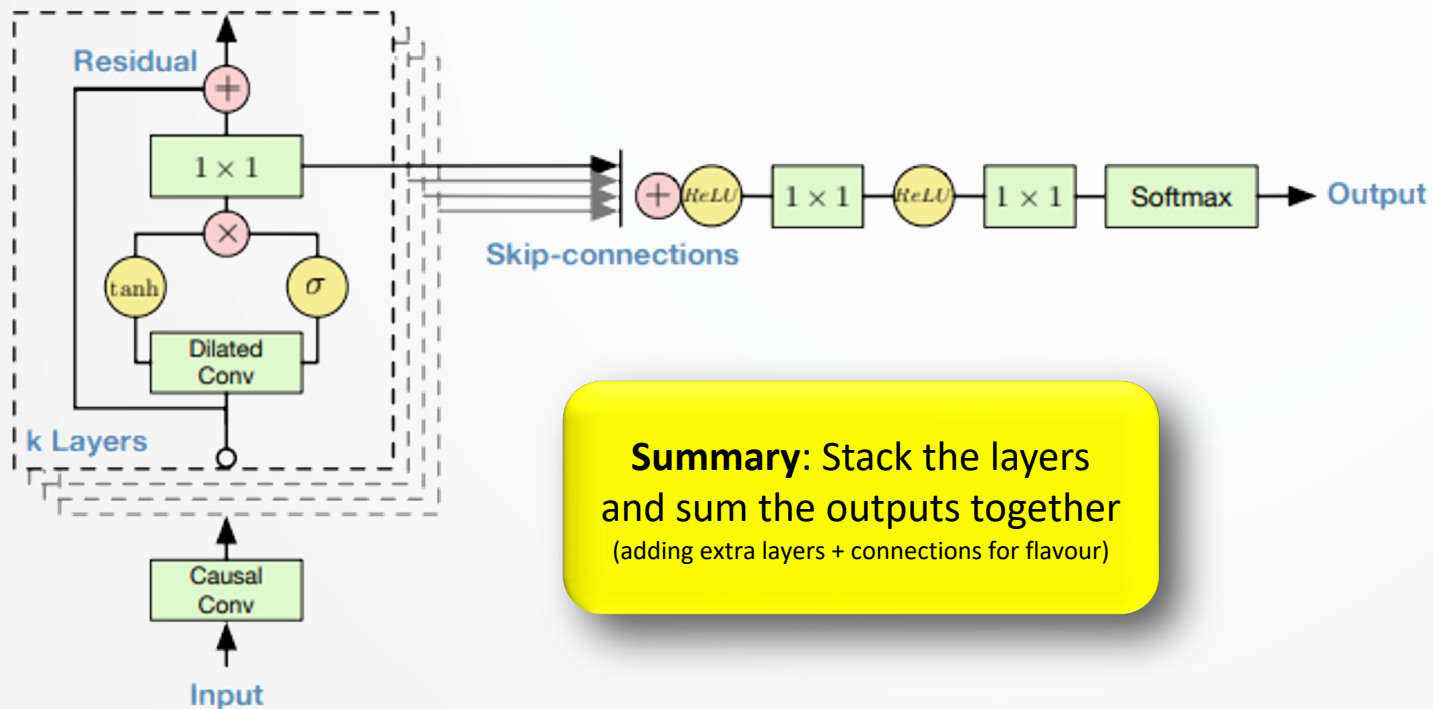 Residual
+
1 × 1
×
tanh
σ
Dilated
Conv
k Layers
Causal
Conv
Input
Skip-connections
+
ReLU
1 × 1
ReLU
1 × 1
Softmax
Output
Summary: Stack the layers
and sum the outputs together
(adding extra layers + connections for flavour)